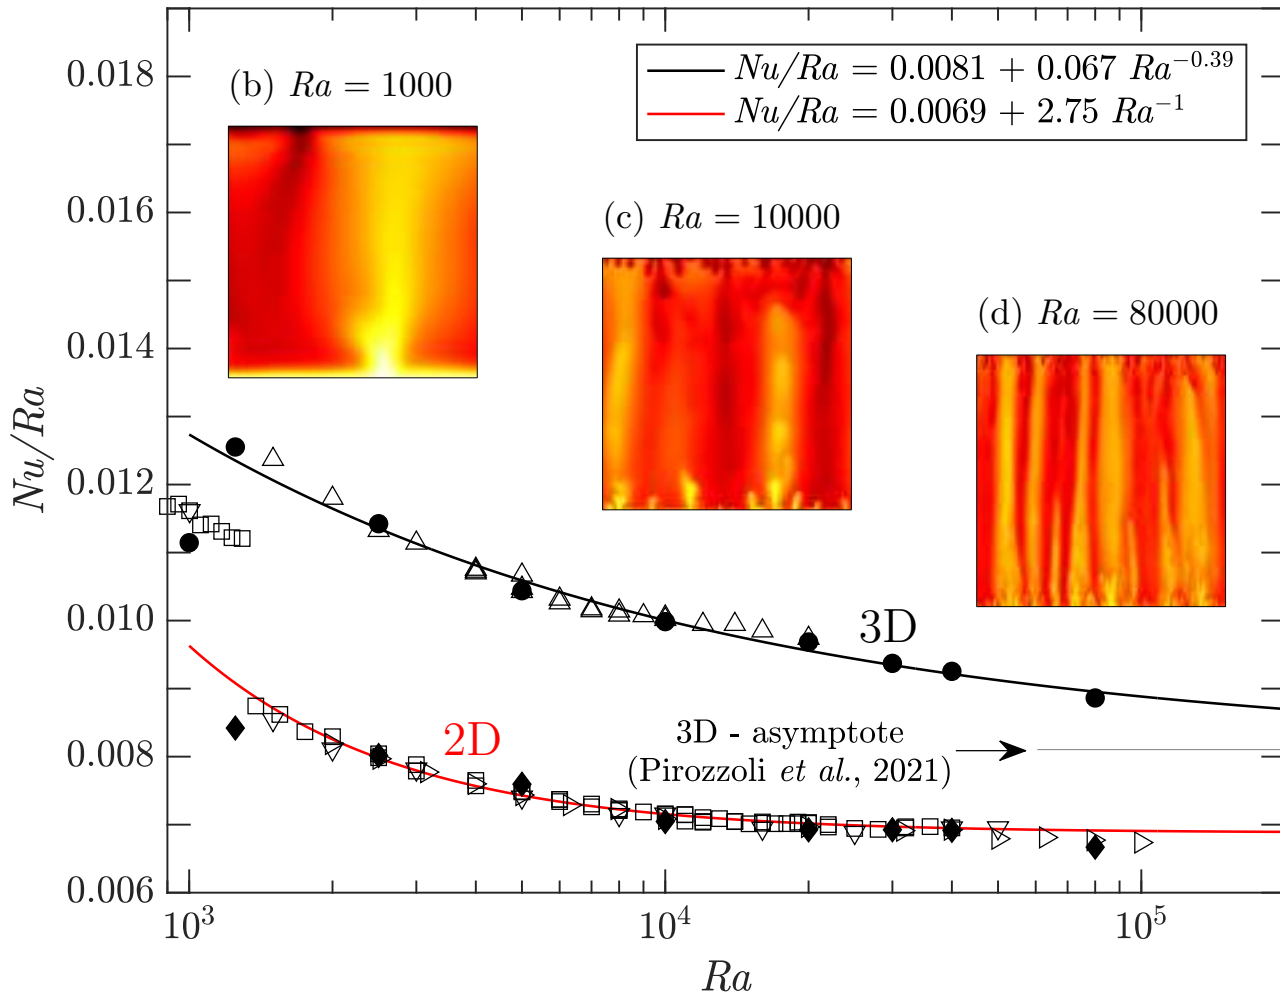 0.018
0.016
0.014
0.012
0.010
0.008
0.006
Nu/Ra
(b) Ra = 1000
Nu/Ra = 0.0081 + 0.067 Ra^{-0.39}
Nu/Ra = 0.0069 + 2.75 Ra^{-1}
(c) Ra = 10000
(d) Ra = 80000
3D
2D
3D - asymptote
(Pirozzoli et al., 2021)
10^3
10^4
10^5
Ra